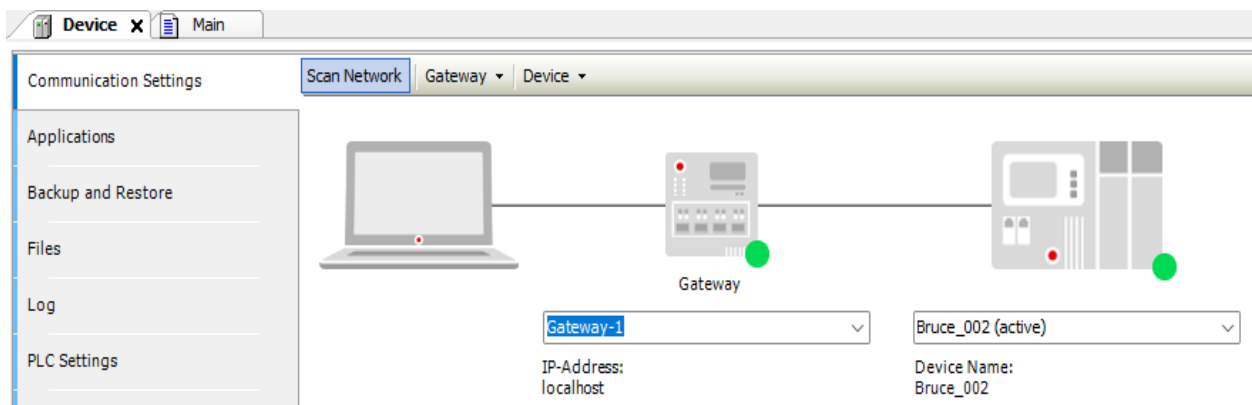 Device
Main
Communication Settings
Scan Network Gateway Device
Applications
Backup and Restore
Files
Log
PLC Settings
Gateway
Gateway-1
Bruce_002 (active)
IP-Address:
localhost
Device Name:
Bruce_002